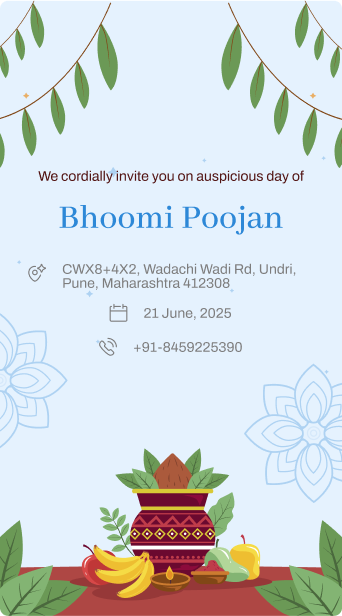 We cordially invite you on auspicious day of
Bhoomi Poojan
CWX8+4X2, Wadachi Wadi Rd, Undri,
Pune, Maharashtra 412308
21 June, 2025
+91-8459225390